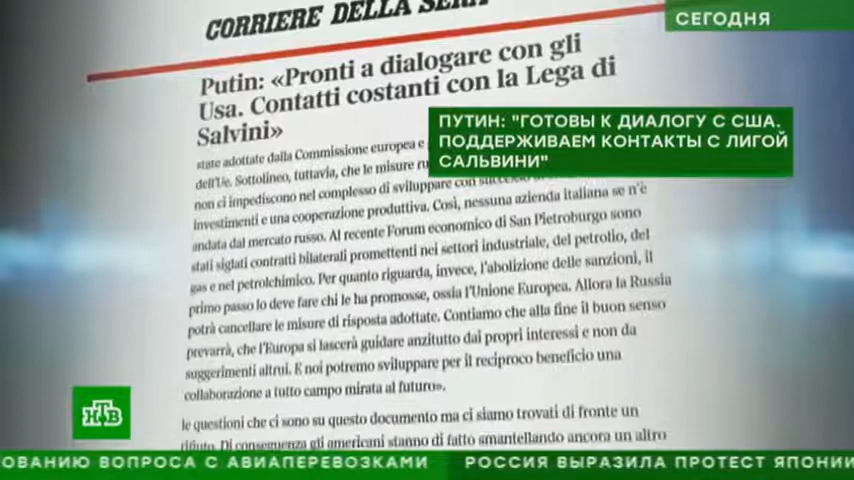 CORRIERE DELLA SERA
СЕГОДНЯ
Putin: «Pronti a dialogare con gli
Usa. Contatti costanti con la Lega di
Salvini»
ПУТИН: "ГОТОВЫ К ДИАЛОГУ С США.
ПОДДЕРЖИВАЕМ КОНТАКТЫ С ЛИГОЙ
САЛЬВИНИ"
state adottate dalla Commissione europea e
dell'Ue. Sottolineo, tuttavia, che le misure
non ci impediscono nel complesso di sviluppare con
investimenti e una cooperazione produttiva. Così, nessuna azienda italiana se n'è
andata dal mercato russo. Al recente Forum economico di San Pietroburgo sono
stati siglati contratti bilaterali promettenti nei settori industriale, del petrolio, del
gas e nel petrolchimico. Per quanto riguarda, invece, l'abolizione delle sanzioni, il
primo passo lo deve fare chi le ha promosse, ossia l'Unione Europea. Allora la Russia
potrà cancellare le misure di risposta adottate. Contiamo che alla fine il buon senso
prevarrà, che l'Europa si lascerà guidare anzitutto dai propri interessi e non da
suggerimenti altrui. E noi potremo sviluppare per il reciproco beneficio una
collaborazione a tutto campo mirata al futuro».
le questioni che ci sono su questo documento ma ci siamo trovati di fronte un
rifiuto. Di conseguenza gli americani stanno di fatto smantellando ancora un altro
НТВ
ОВАНИЮ ВОПРОСА С АВИАПЕРЕВОЗКАМИ РОССИЯ ВЫРАЗИЛА ПРОТЕСТ ЯПОНИИ